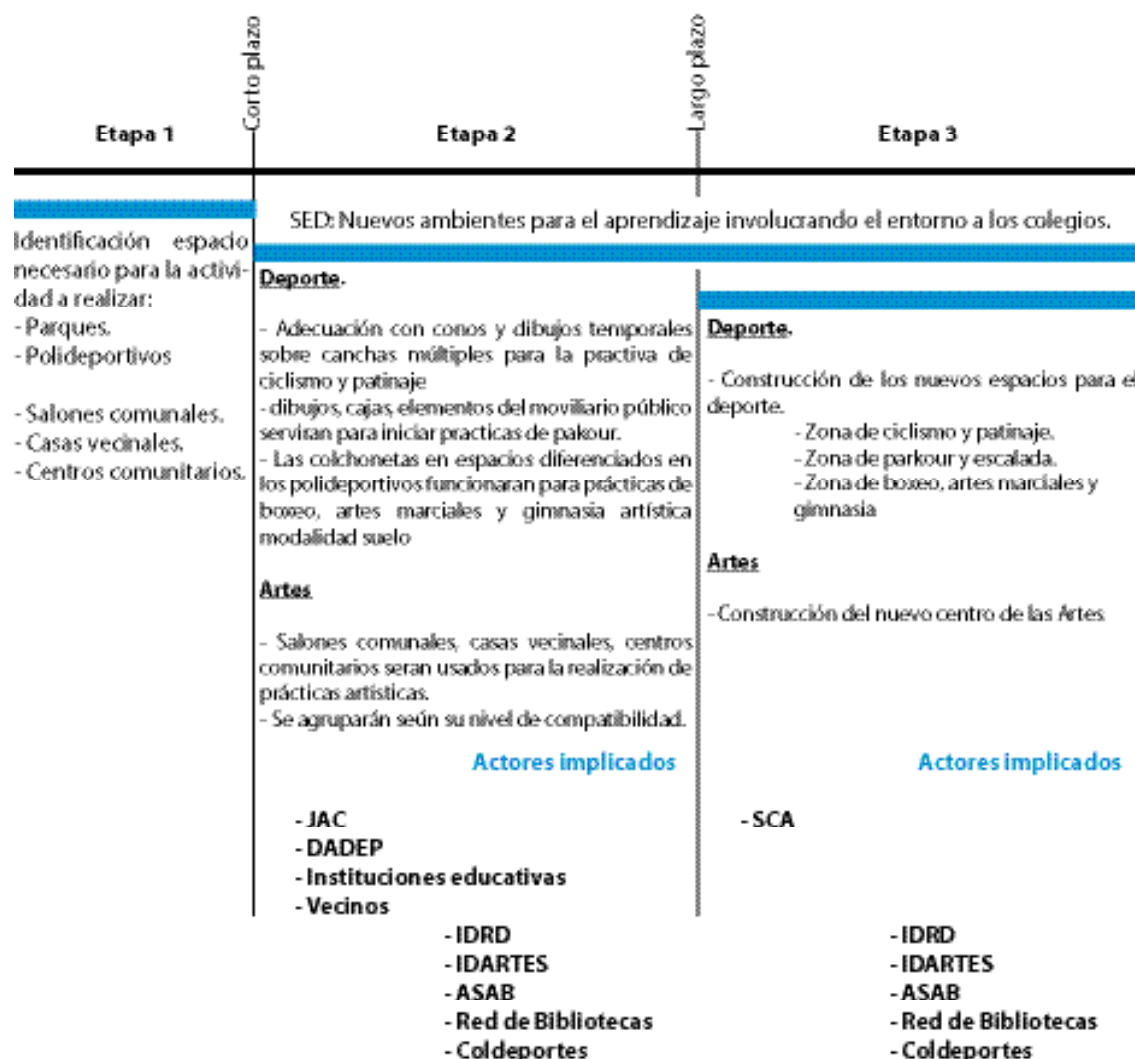 Corto plazo
Largo plazo
Etapa 1
Etapa 2
Etapa 3
SED: Nuevos ambientes para el aprendizaje involucrando el entorno a los colegios.
Identificación espacio
necesario para la activi-
dad a realizar:
- Parques.
- Polideportivos
- Salones comunales.
- Casas vecinales.
- Centros comunitarios.
Deporte.
- Adecuación con conos y dibujos temporales
sobre canchas múltiples para la practiva de
ciclismo y patinaje
- dibujos, cajas, elementos del moviliario público
serviran para iniciar practicas de pakour.
- Las colchonetas en espacios diferenciados en
los polideportivos funcionaran para prácticas de
boxeo, artes marciales y gimnasia artística
modalidad suelo
Artes
- Salones comunales, casas vecinales, centros
comunitarios seran usados para la realización de
prácticas artísticas.
- Se agruparán seún su nivel de compatibilidad.
Actores implicados
- JAC
- DADEP
- Instituciones educativas
- Vecinos
- IDRD
- IDARTES
- ASAB
- Red de Bibliotecas
- Coldeportes
Deporte.
- Construcción de los nuevos espacios para el
deporte.
- Zona de ciclismo y patinaje.
- Zona de parkour y escalada.
- Zona de boxeo, artes marciales y
gimnasia
Artes
- Construcción del nuevo centro de las Artes
Actores implicados
- SCA
- IDRD
- IDARTES
- ASAB
- Red de Bibliotecas
- Coldeportes